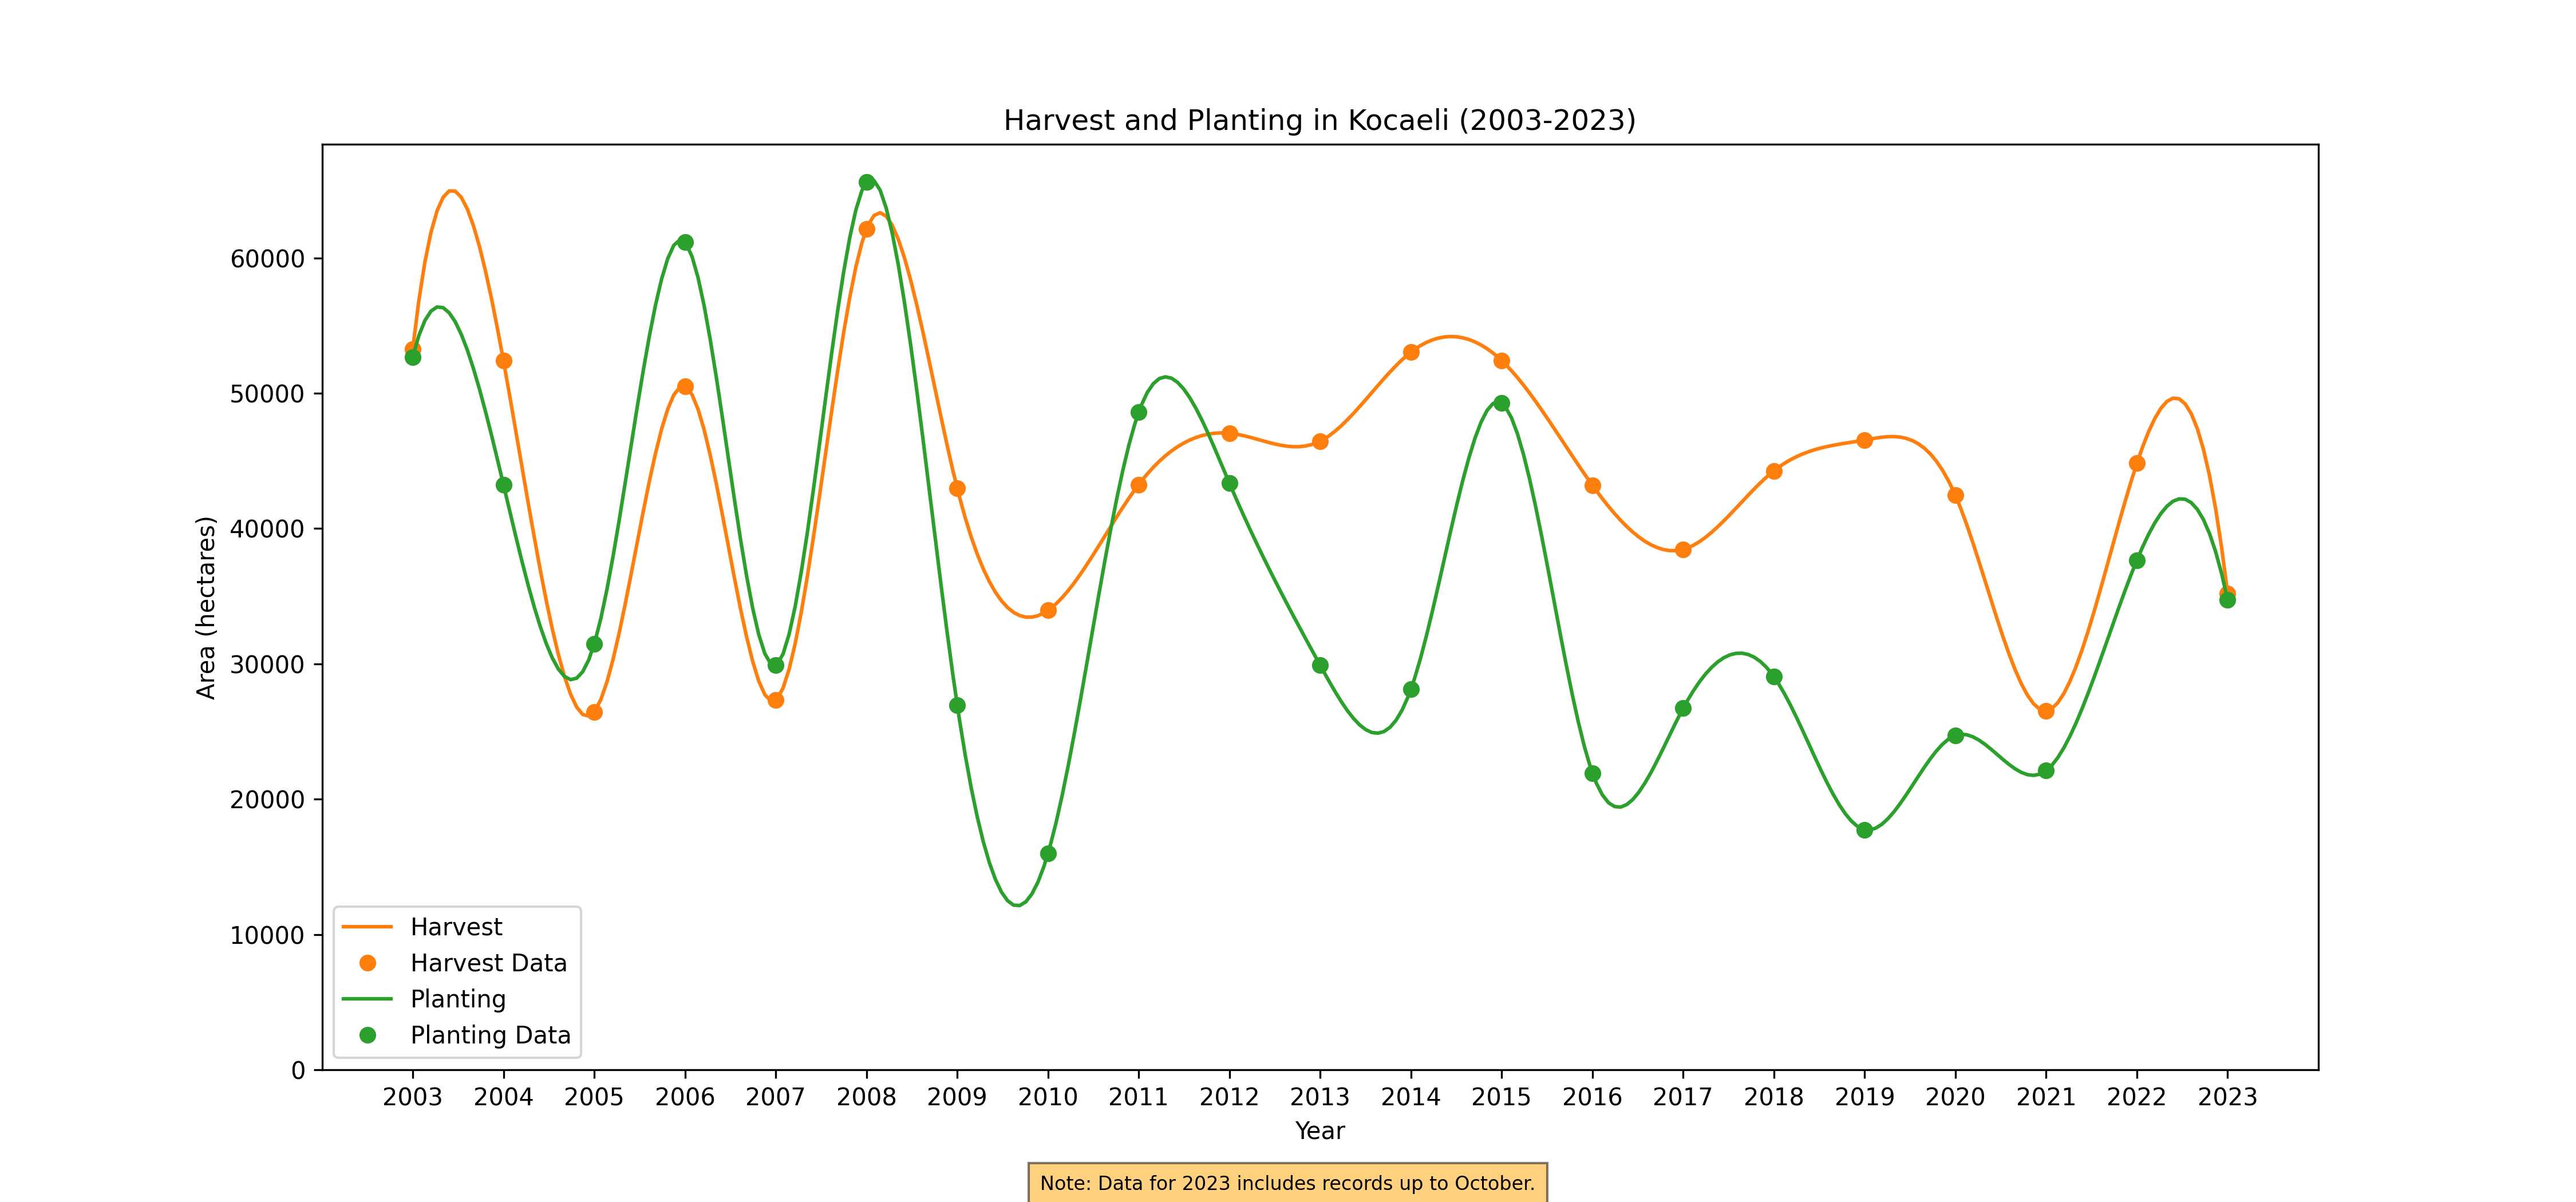 Harvest and Planting in Kocaeli (2003-2023)
60000
50000
40000
30000
20000
10000
0
Area (hectares)
Harvest
Harvest Data
Planting
Planting Data
2003 2004 2005 2006 2007 2008 2009 2010 2011 2012 2013 2014 2015 2016 2017 2018 2019 2020 2021 2022 2023
Year
Note: Data for 2023 includes records up to October.